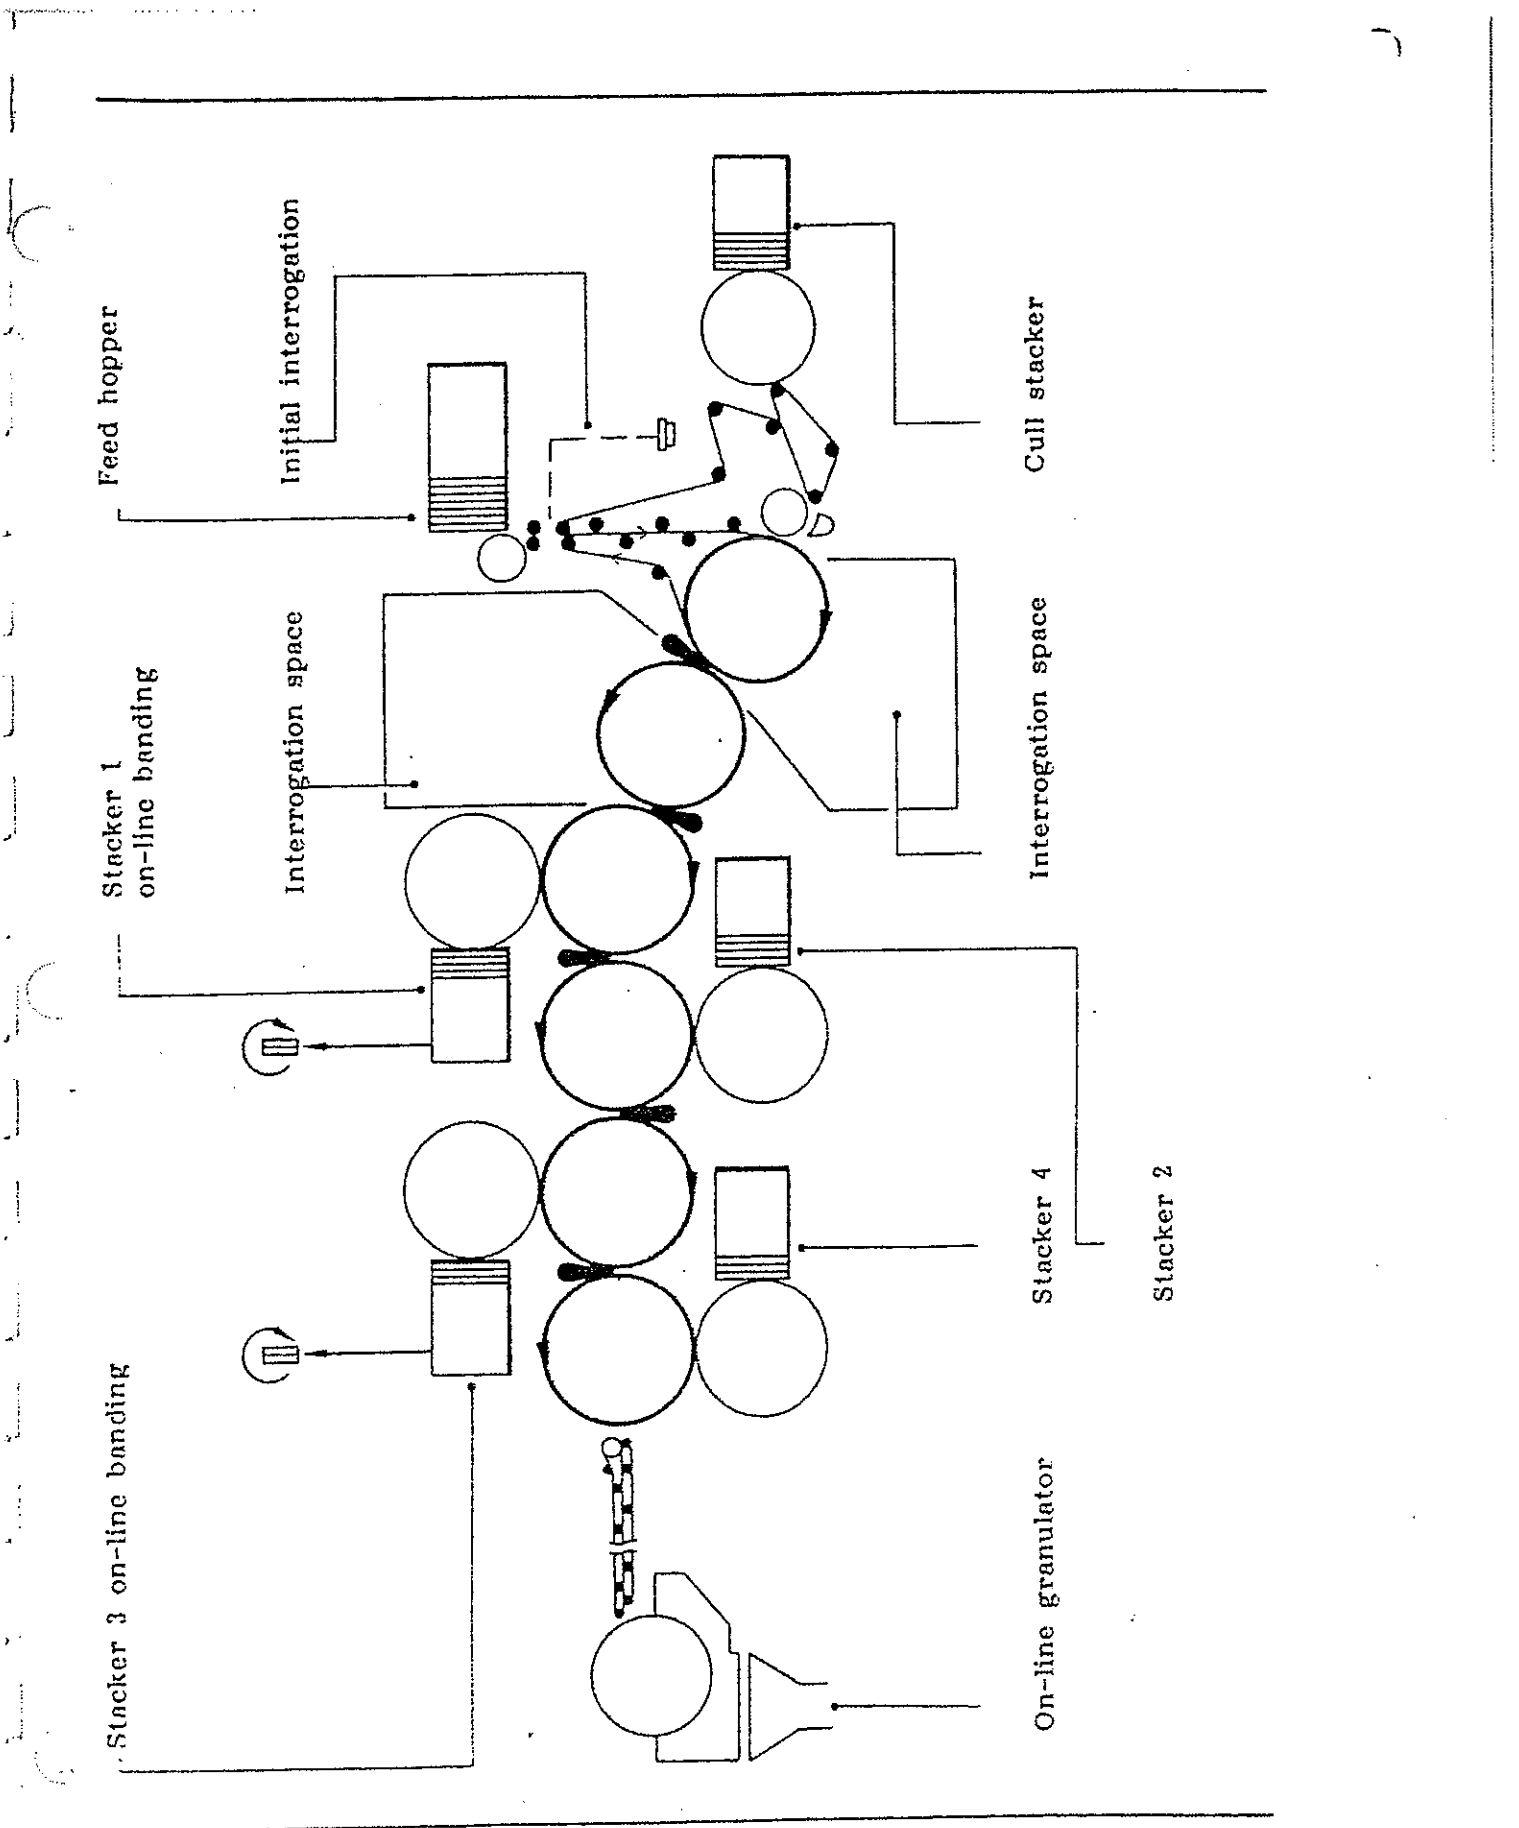 Feed hopper
Initial interrogation
Stacker 1
on-line banding
Interrogation space
Stacker 3 on-line banding
Cull stacker
Interrogation space
Stacker 4
Stacker 2
On-line granulator